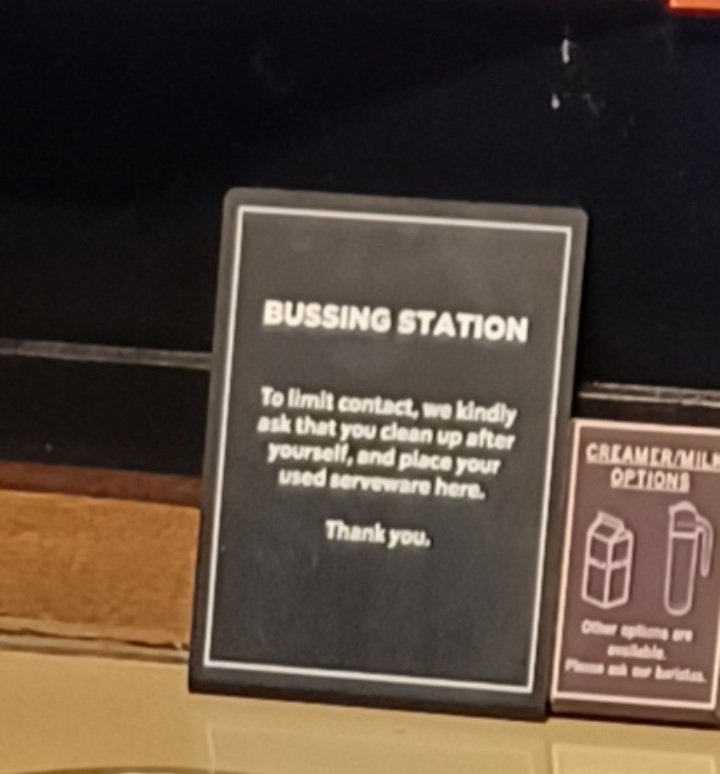 BUSSING STATION
To limit contact, we kindly
ask that you clean up after
yourself, and place your
used serveware here.
Thank you.
CREAMER/MILK
OPTIONS
Other options are
available.
Please ask our baristas.